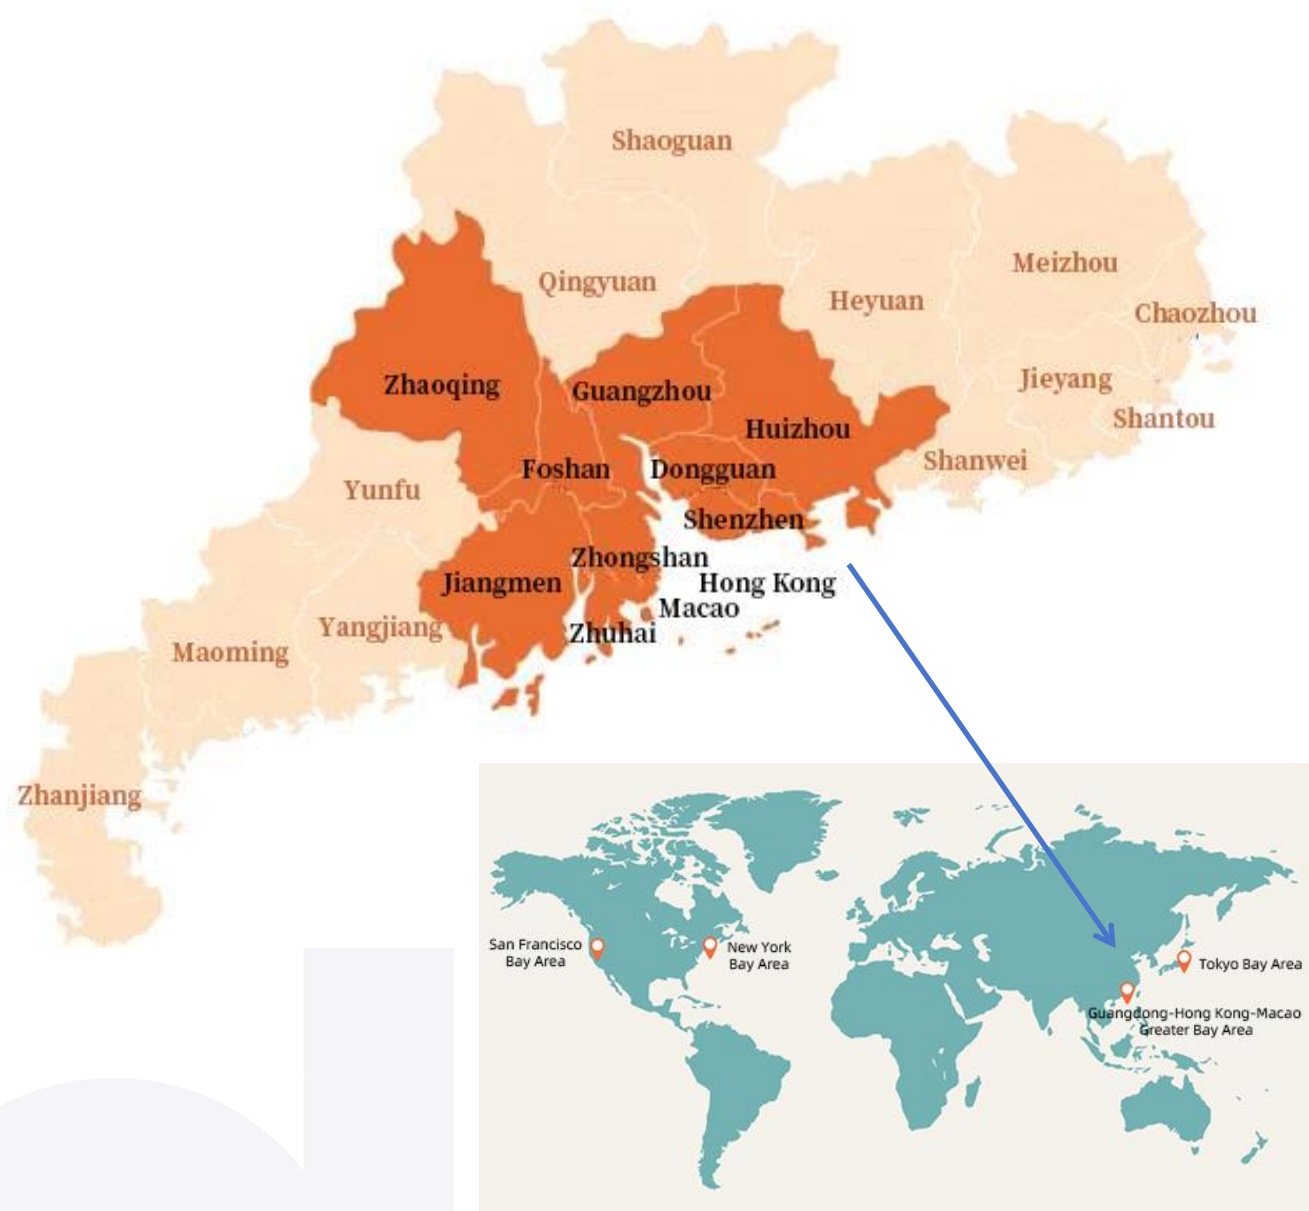 Shaoguan
Meizhou
Qingyuan
Heyuan
Chaozhou
Zhaoqing
Guangzhou
Jieyang
Shantou
Huizhou
Shanwei
Foshan
Dongguan
Yunfu
Shenzhen
Zhongshan
Jiangmen
Hong Kong
Macao
Yangjiang
Zhuhai
Maoming
Zhanjiang
San Francisco
Bay Area
New York
Bay Area
Tokyo Bay Area
Guangdong-Hong Kong-Macao
Greater Bay Area